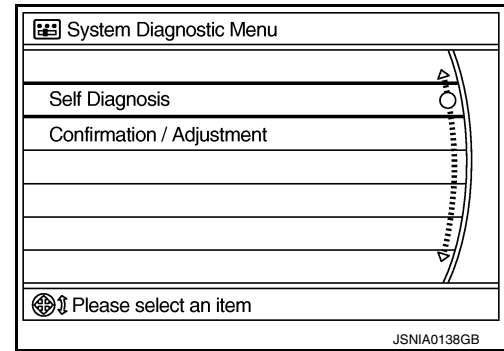 System Diagnostic Menu
Self Diagnosis
Confirmation / Adjustment
Please select an item
JSNIA0138GB